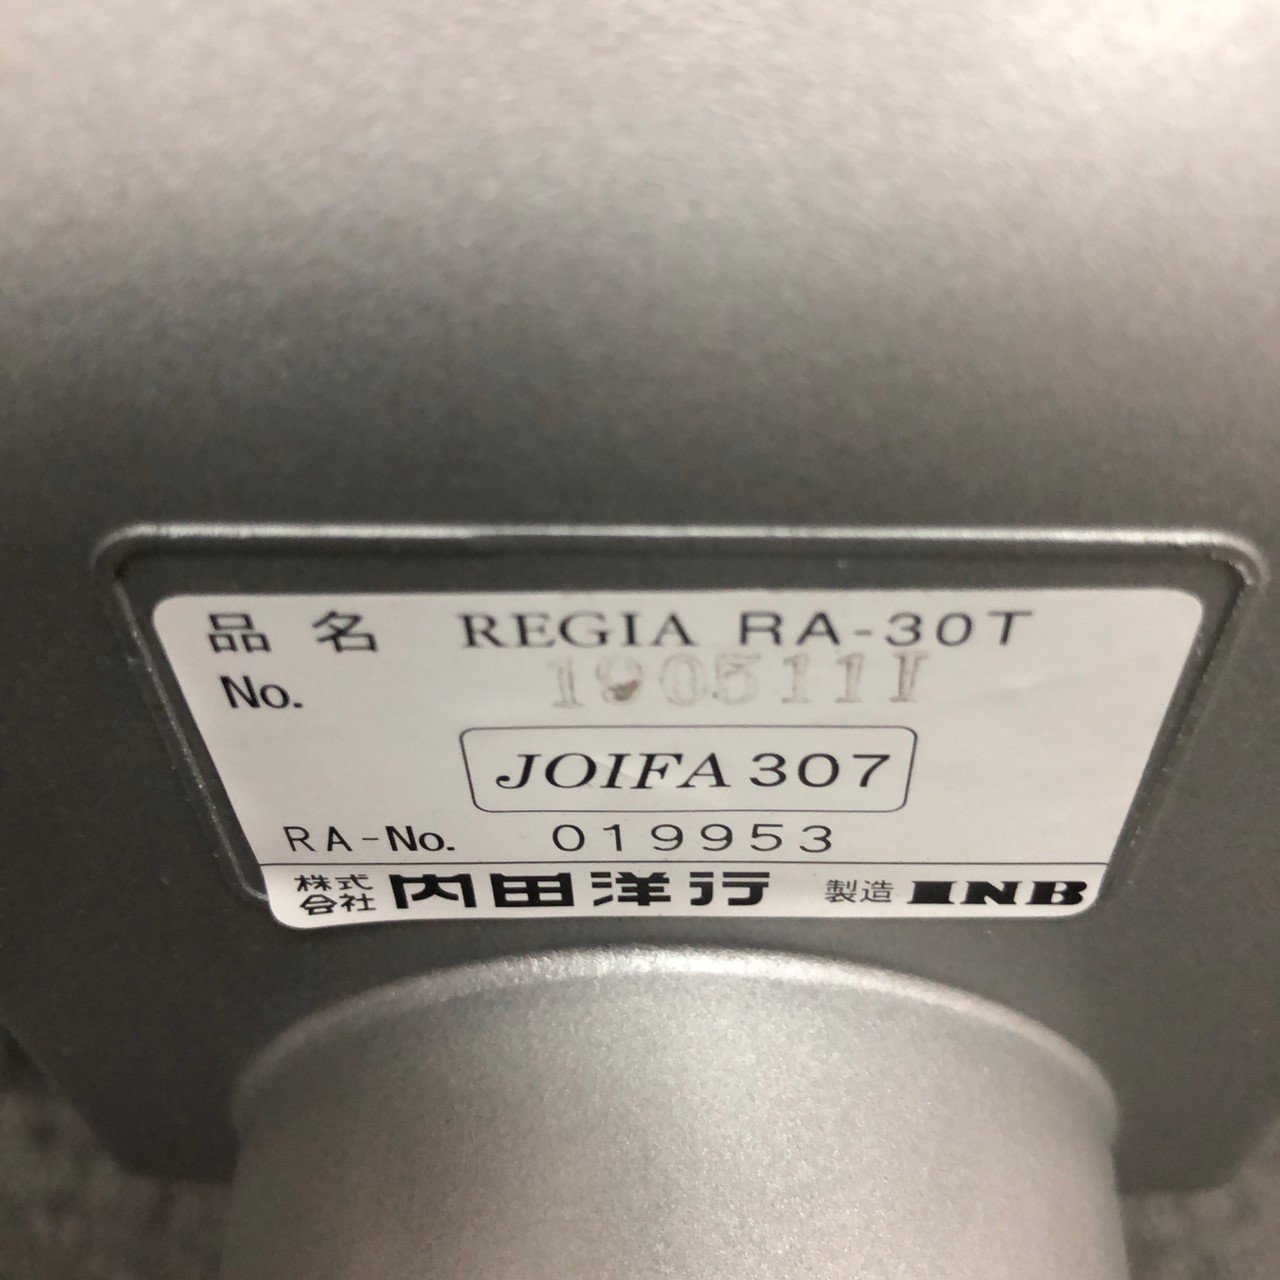 品名 REGIA RA-30T
No.
JOIFA 307
RA-No. 019953
株式会社 内田洋行 製造 INB